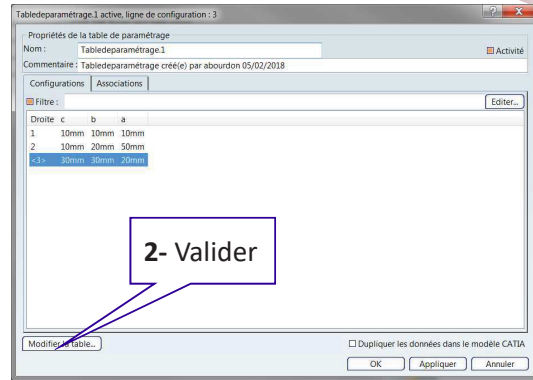 Tabledeparamétrage.1 active, ligne de configuration : 3
Propriétés de la table de paramétrage
Nom : Tabledeparamétrage.1 Activité
Commentaire : Tabledeparamétrage créé(e) par abourdon 05/02/2018
Configurations Associations
Filtre : Editer...
Droite c b a
1 10mm 10mm 10mm
2 10mm 20mm 50mm
<3> 30mm 30mm 20mm
2- Valider
Modifier la table... Dupliquer les données dans le modèle CATIA
OK Appliquer Annuler